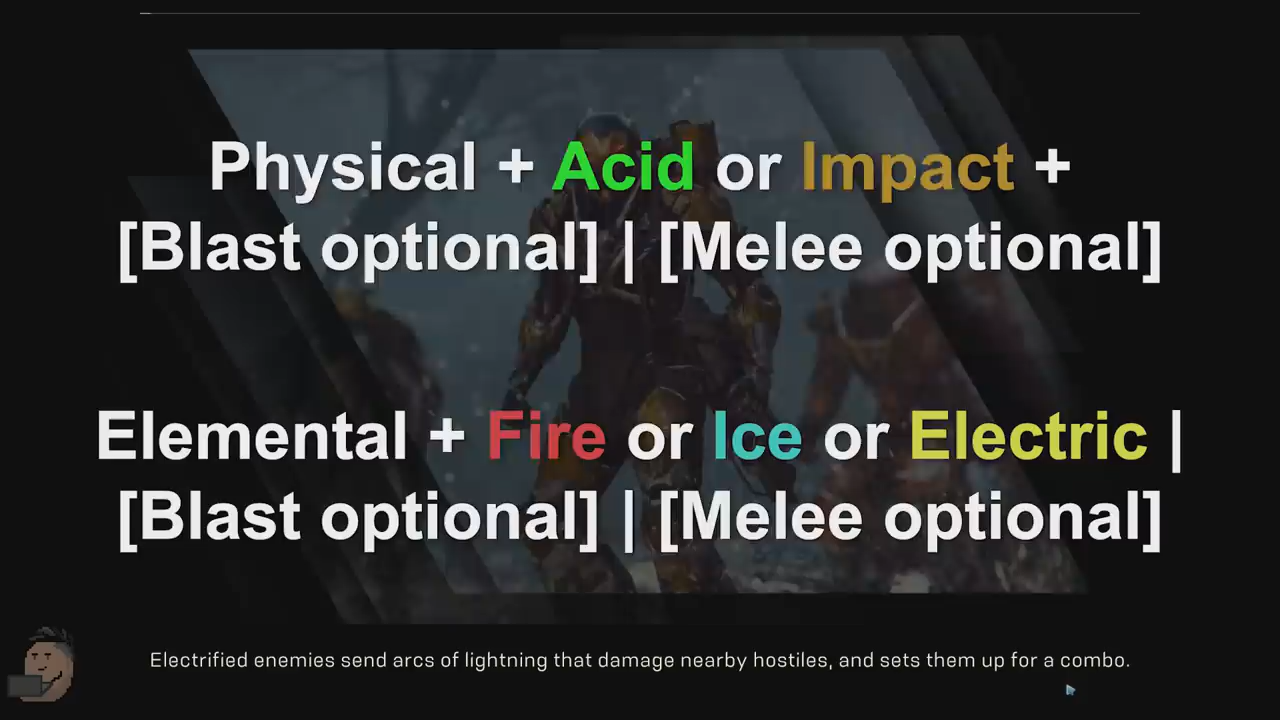 Physical + Acid or Impact +
[Blast optional] | [Melee optional]
Elemental + Fire or Ice or Electric |
[Blast optional] | [Melee optional]
Electrified enemies send arcs of lightning that damage nearby hostiles, and sets them up for a combo.